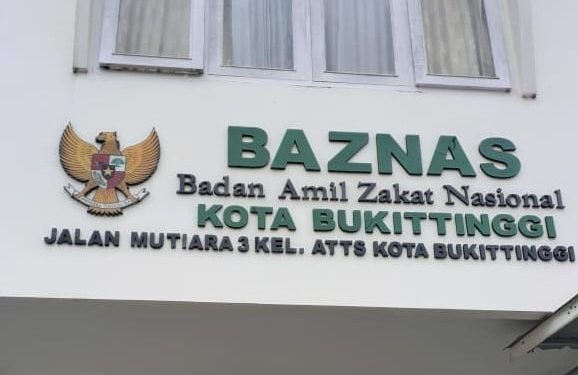 BAZNAS
Badan Amil Zakat Nasional
KOTA BUKITTINGGI
JALAN MUTIARA 3 KEL. ATTS KOTA BUKITTINGGI